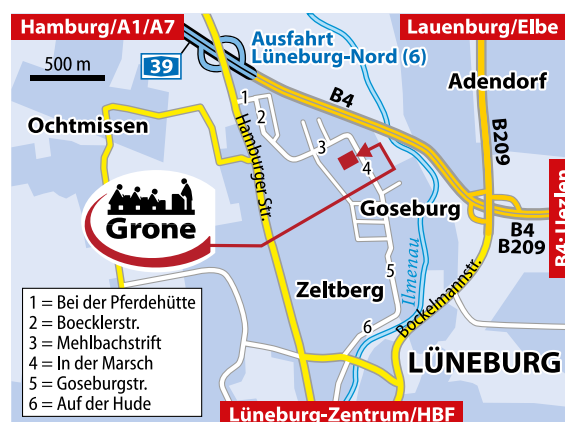 Hamburg/A1/A7
Lauenburg/Elbe
39
Ausfahrt
Lüneburg-Nord (6)
500 m
Adendorf
B4
B209
Ochtmissen
1
2
3
4
Hamburger Str.
Grone
Goseburg
B4
B209
B4·Uezlen
Zeltberg
5
Ilmenau
6
Bockelmannstr.
1 = Bei der Pferdehütte
2 = Boecklerstr.
3 = Mehlbachstrift
4 = In der Marsch
5 = Goseburgstr.
6 = Auf der Hude
LÜNEBURG
Lüneburg-Zentrum/HBF